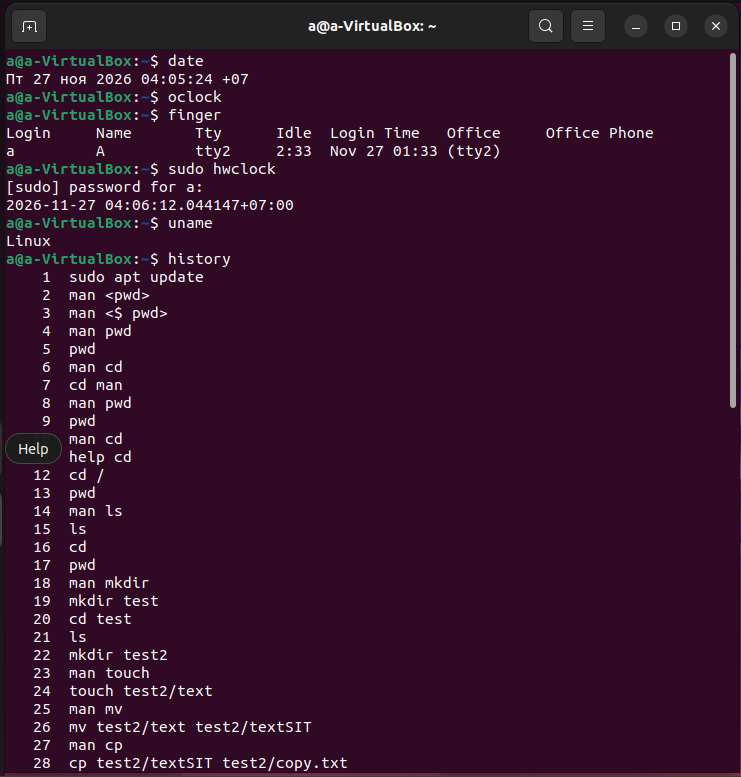 a@a-VirtualBox: ~
a@a-VirtualBox:~$ date
Пт 27 ноя 2026 04:05:24 +07
a@a-VirtualBox:~$ oclock
a@a-VirtualBox:~$ finger
Login     Name       Tty      Idle  Login Time   Office     Office Phone
a         A          tty2     2:33  Nov 27 01:33 (tty2)
a@a-VirtualBox:~$ sudo hwclock
[sudo] password for a:
2026-11-27 04:06:12.044147+07:00
a@a-VirtualBox:~$ uname
Linux
a@a-VirtualBox:~$ history
    1  sudo apt update
    2  man <pwd>
    3  man <$ pwd>
    4  man pwd
    5  pwd
    6  man cd
    7  cd man
    8  man pwd
    9  pwd
man cd
Help
help cd
   12  cd /
   13  pwd
   14  man ls
   15  ls
   16  cd
   17  pwd
   18  man mkdir
   19  mkdir test
   20  cd test
   21  ls
   22  mkdir test2
   23  man touch
   24  touch test2/text
   25  man mv
   26  mv test2/text test2/textSIT
   27  man cp
   28  cp test2/textSIT test2/copy.txt